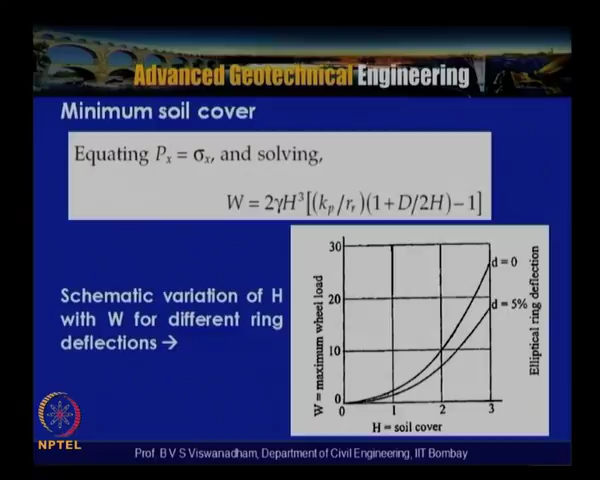 Advanced Geotechnical Engineering
Minimum soil cover
Equating Pₓ = σₓ, and solving,
W = 2γH³[(kₚ/rᵣ)(1+D/2H)−1]
Schematic variation of H
with W for different ring
deflections →
W = maximum wheel load
30
20
10
0
0 1 2 3
H = soil cover
d = 0
d = 5%
Elliptical ring deflection
NPTEL
Prof B V S Viswanadham, Department of Civil Engineering, IIT Bombay